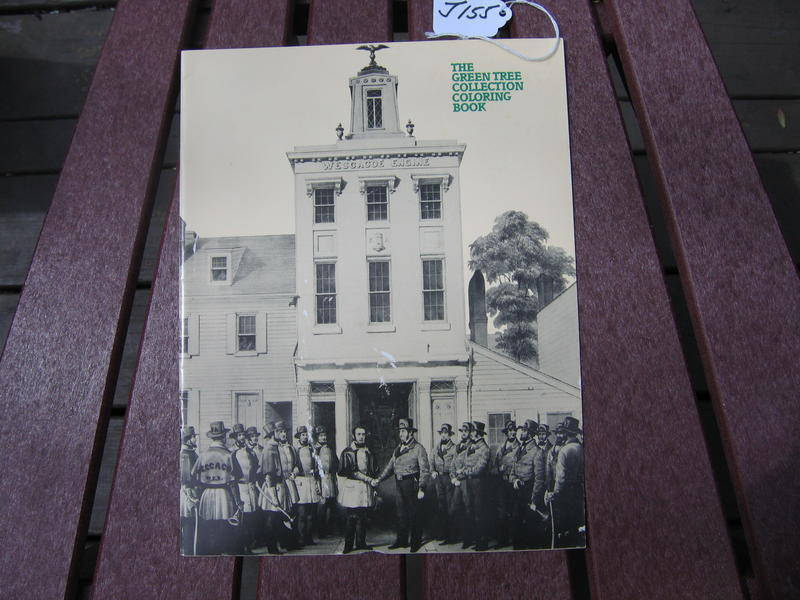 J155
THE
GREEN TREE
COLLECTION
COLORING
BOOK
WESCACOE ENGINE